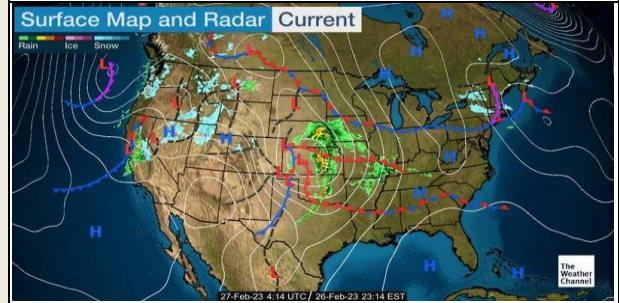 Surface Map and Radar Current
Rain Ice Snow
L
H
H
H
H
H
L
L
L
L
L
L
L
H
H
L
L
L
H
H
H
L
H
H
The
Weather
Channel
27-Feb-23 4:14 UTC / 26-Feb-23 23:14 EST